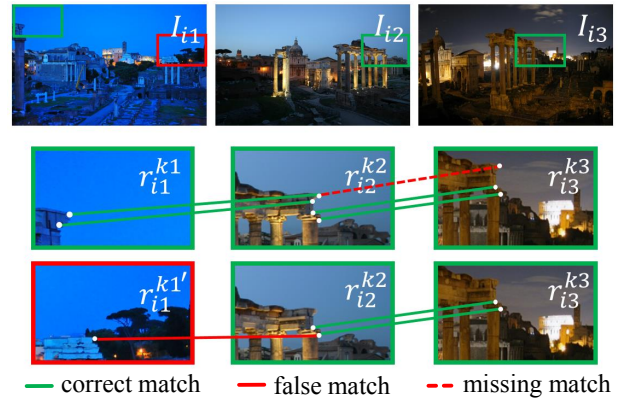 I_{i1} I_{i2} I_{i3}
r_{i1}^{k1} r_{i2}^{k2} r_{i3}^{k3}
r_{i1}^{k1'} r_{i2}^{k2} r_{i3}^{k3}
correct match false match missing match